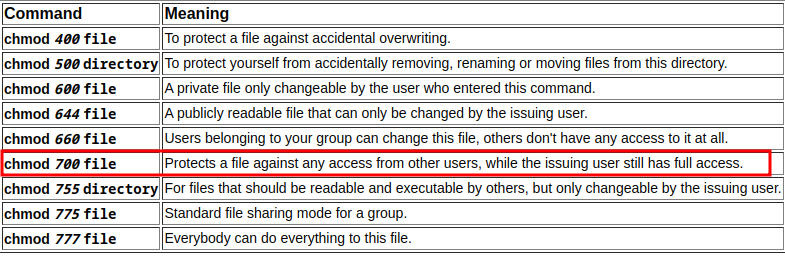 Command Meaning
chmod 400 file To protect a file against accidental overwriting.
chmod 500 directory To protect yourself from accidentally removing, renaming or moving files from this directory.
chmod 600 file A private file only changeable by the user who entered this command.
chmod 644 file A publicly readable file that can only be changed by the issuing user.
chmod 660 file Users belonging to your group can change this file, others don't have any access to it at all.
chmod 700 file Protects a file against any access from other users, while the issuing user still has full access.
chmod 755 directory For files that should be readable and executable by others, but only changeable by the issuing user.
chmod 775 file Standard file sharing mode for a group.
chmod 777 file Everybody can do everything to this file.